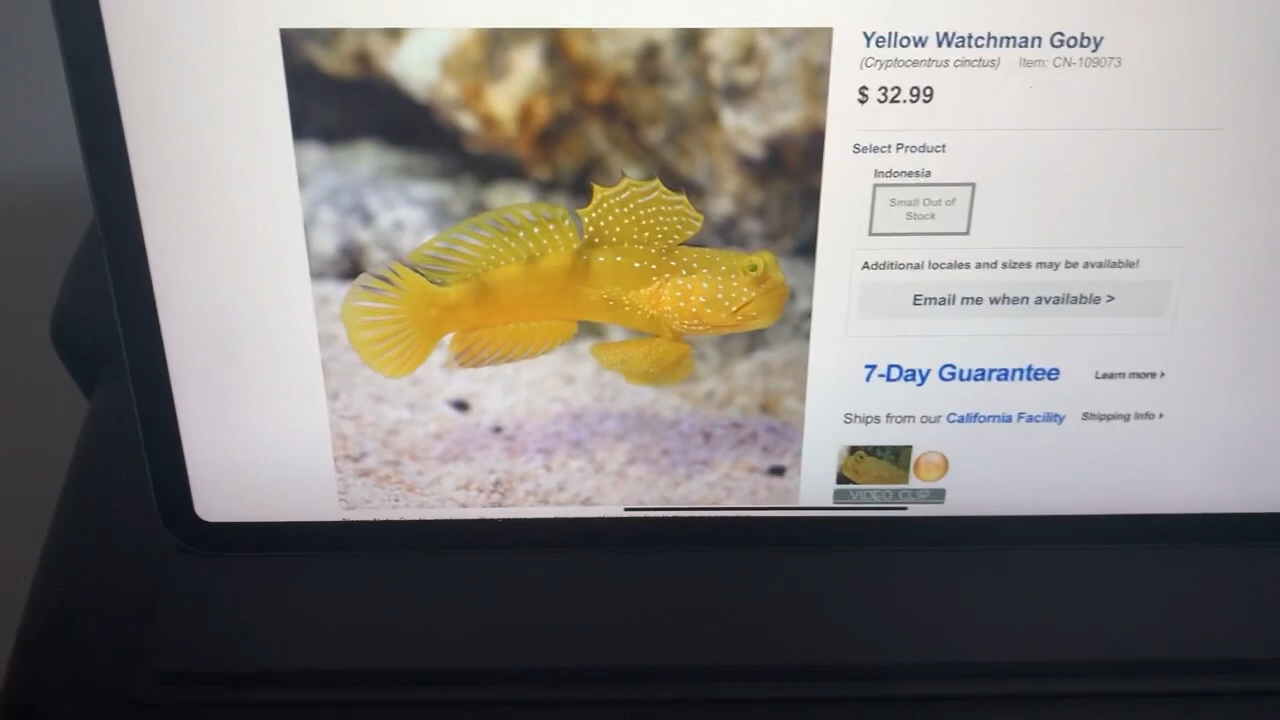 Yellow Watchman Goby
(Cryptocentrus cinctus) Item: CN-109073
$ 32.99
Select Product
Indonesia
Small Out of
Stock
Additional locales and sizes may be available!
Email me when available >
7-Day Guarantee Learn more
Ships from our California Facility Shipping Info
VIDEO CLIP